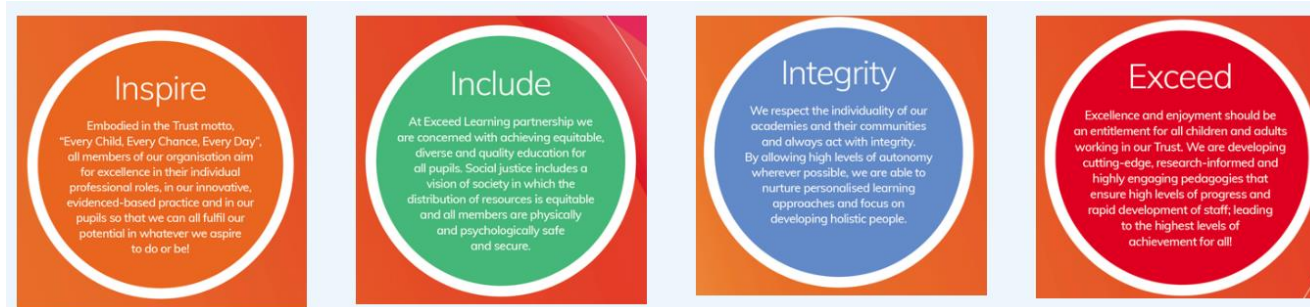 Inspire
Embodied in the Trust motto,
“Every Child, Every Chance, Every Day”,
all members of our organisation aim
for excellence in their individual
professional roles, in our innovative,
evidenced-based practice and in our
pupils so that we can all fulfil our
potential in whatever we aspire
to do or be!
Include
At Exceed Learning partnership we
are concerned with achieving equitable,
diverse and quality education for
all pupils. Social justice includes a
vision of society in which the
distribution of resources is equitable
and all members are physically
and psychologically safe
and secure.
Integrity
We respect the individuality of our
academies and their communities
and always act with integrity.
By allowing high levels of autonomy
wherever possible, we are able to
nurture personalised learning
approaches and focus on
developing holistic people.
Exceed
Excellence and enjoyment should be
an entitlement for all children and adults
working in our Trust. We are developing
cutting-edge, research-informed and
highly engaging pedagogies that
ensure high levels of progress and
rapid development of staff; leading
to the highest levels of
achievement for all!